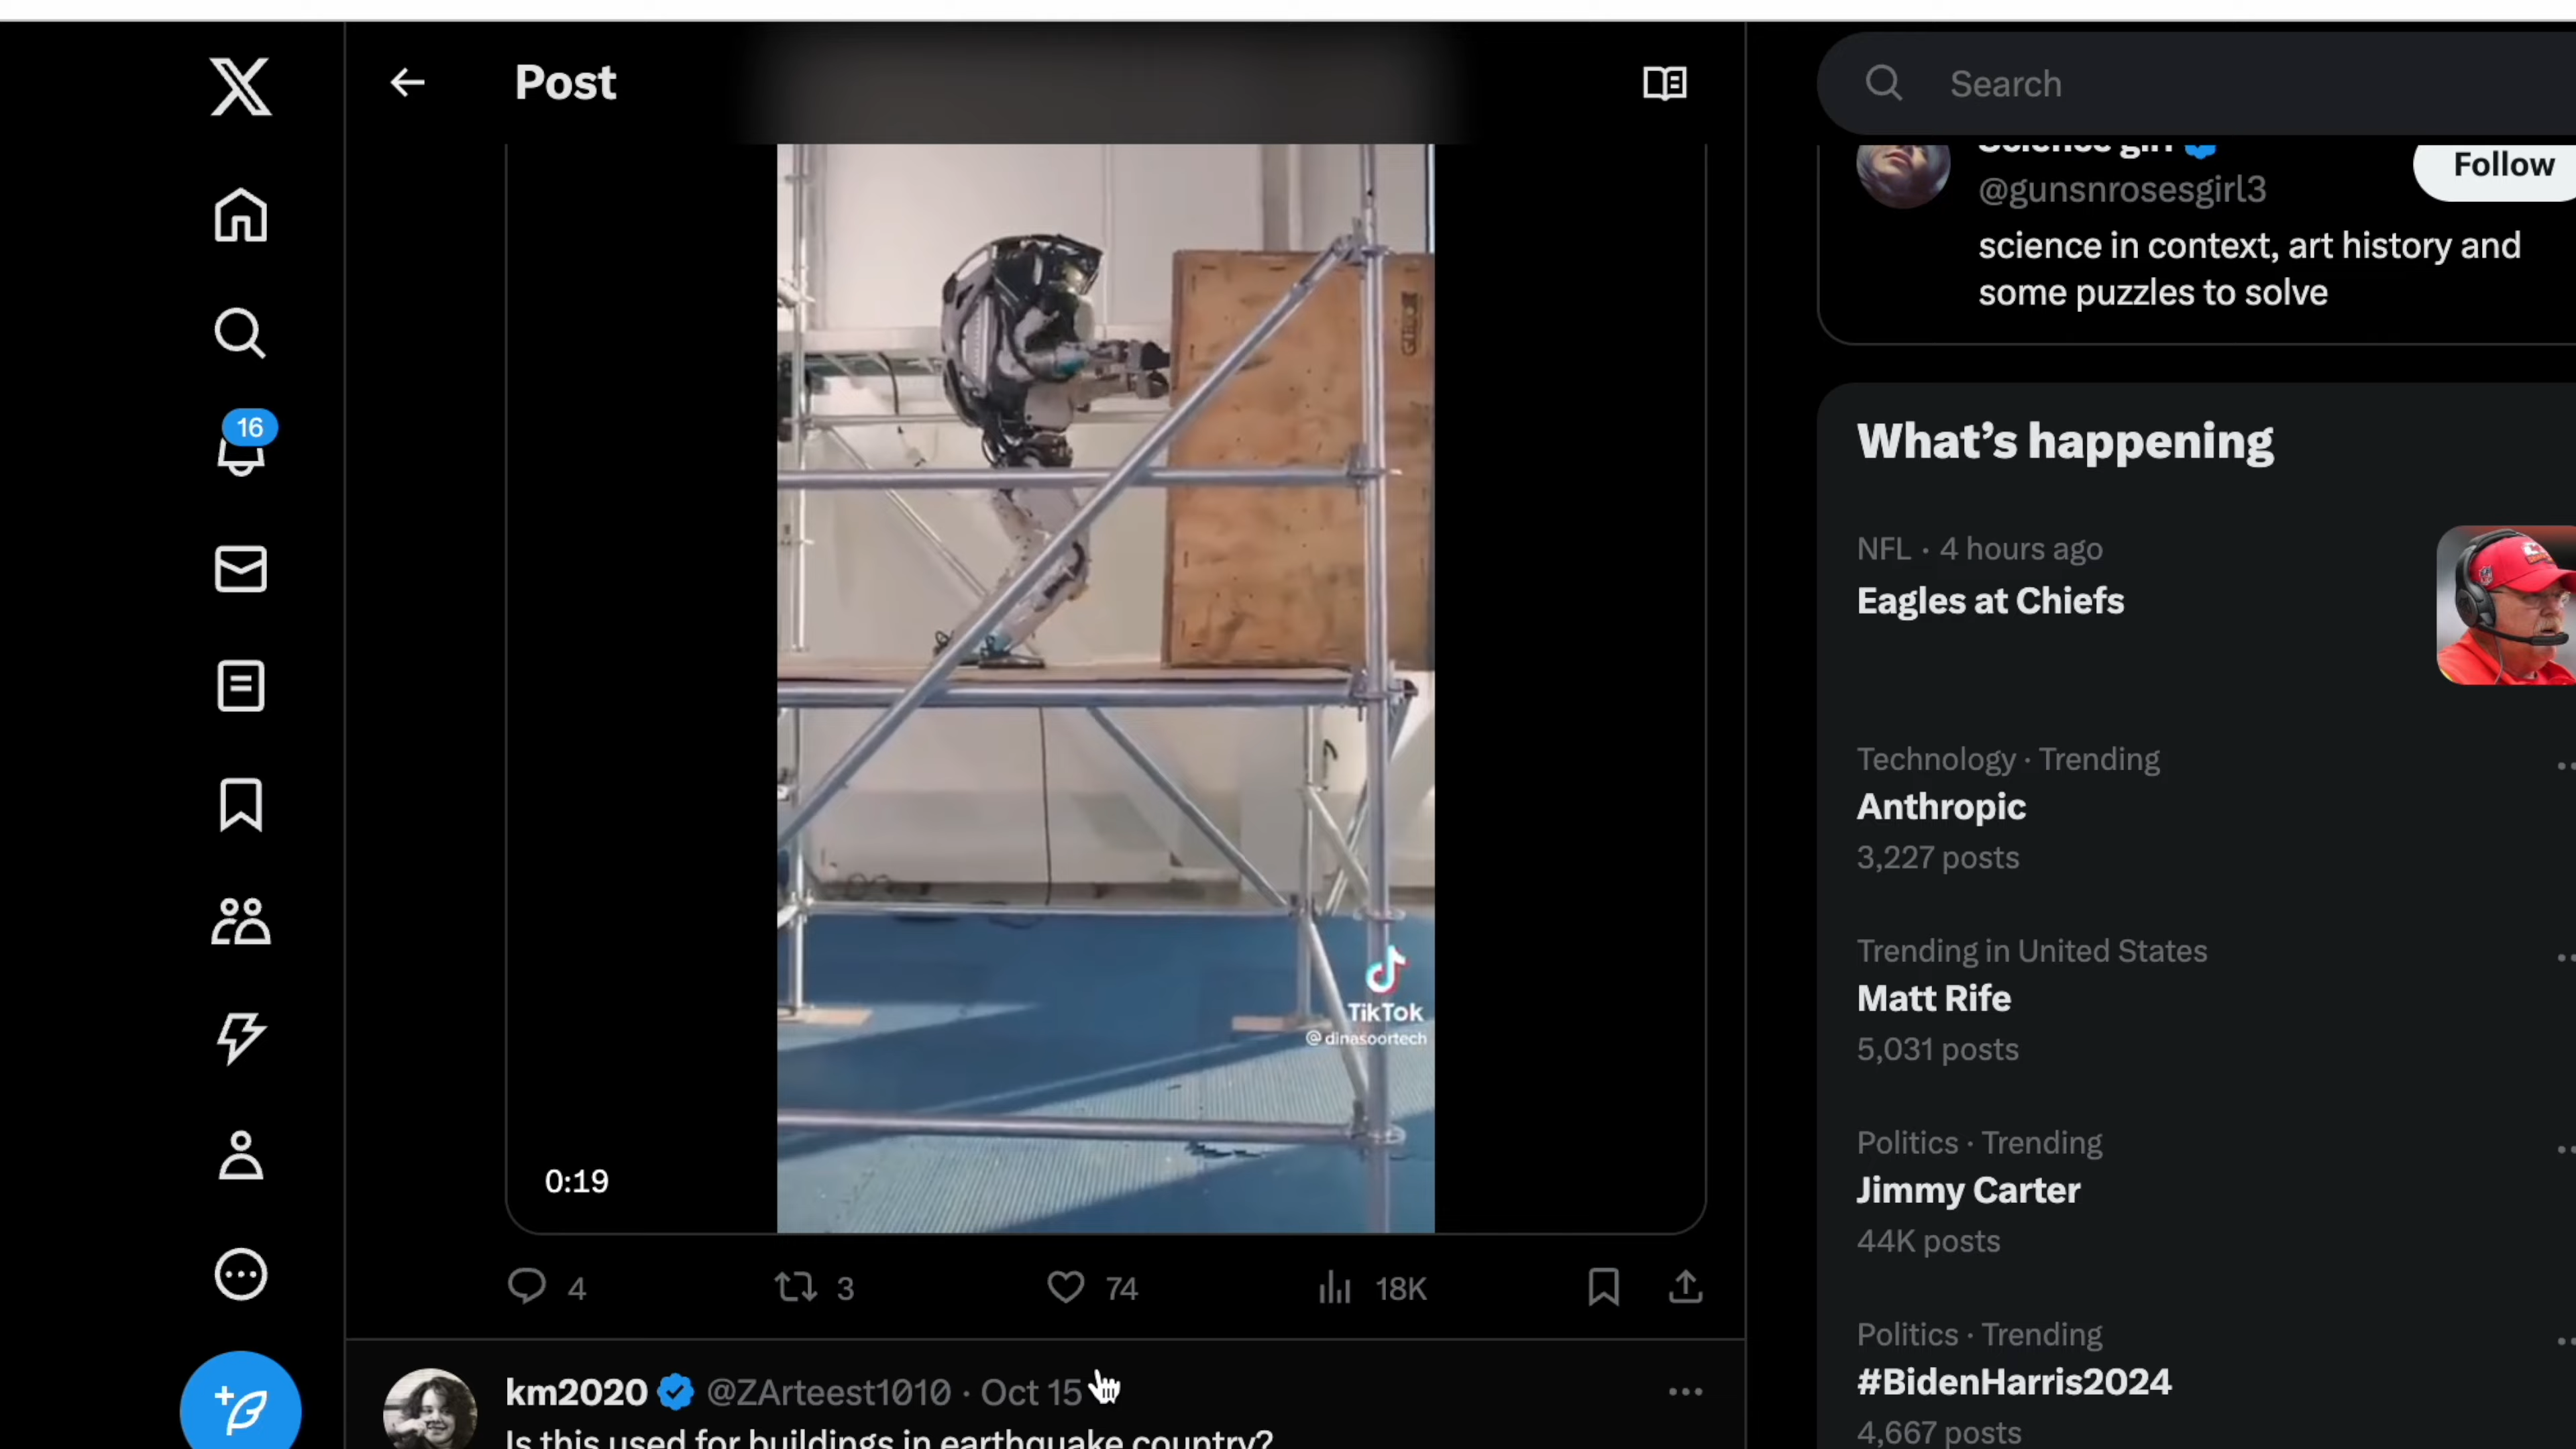 Post
Search
Science girl
@gunsnrosesgirl3
Follow
science in context, art history and
some puzzles to solve
16
What's happening
NFL · 4 hours ago
Eagles at Chiefs
Technology · Trending
Anthropic
3,227 posts
Trending in United States
Matt Rife
5,031 posts
Politics · Trending
Jimmy Carter
44K posts
Politics · Trending
#BidenHarris2024
4,667 posts
TikTok
@dinasoortech
0:19
4
3
74
18K
km2020 @ZArteest1010 · Oct 15
Is this used for buildings in earthquake country?